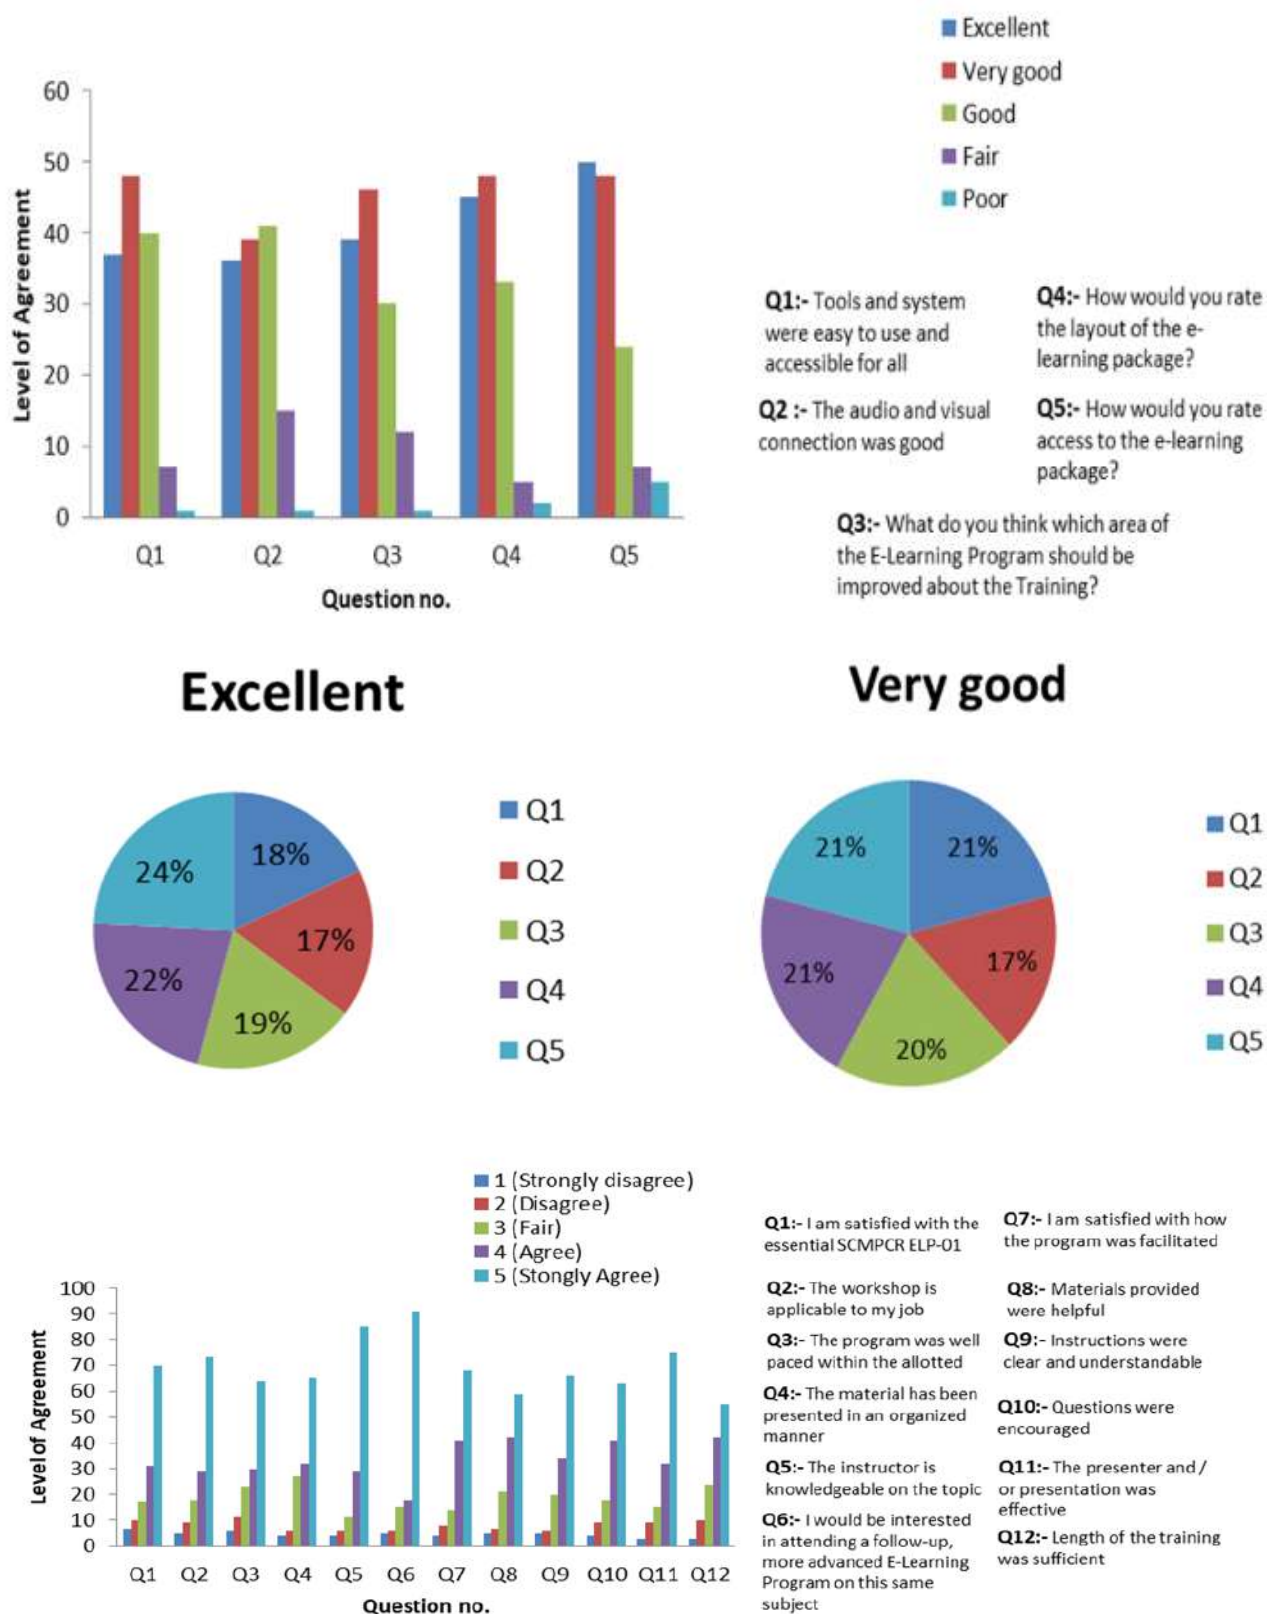 Excellent
Very good
Good
Fair
Poor
60
50
40
30
20
10
0
Level of Agreement
Q1
Q2
Q3
Q4
Q5
Question no.
Q1:- Tools and system
were easy to use and
accessible for all
Q2 :- The audio and visual
connection was good
Q4:- How would you rate
the layout of the e-
learning package?
Q5:- How would you rate
access to the e-learning
package?
Q3:- What do you think which area of
the E-Learning Program should be
improved about the Training?
Excellent
18%
17%
19%
22%
24%
Q1
Q2
Q3
Q4
Q5
Very good
21%
17%
20%
21%
21%
Q1
Q2
Q3
Q4
Q5
1 (Strongly disagree)
2 (Disagree)
3 (Fair)
4 (Agree)
5 (Stongly Agree)
100
90
80
70
60
50
40
30
20
10
0
Level of Agreement
Q1
Q2
Q3
Q4
Q5
Q6
Q7
Q8
Q9
Q10
Q11
Q12
Question no.
Q1:- I am satisfied with the
essential SCMPCR ELP-01
Q2:- The workshop is
applicable to my job
Q3:- The program was well
paced within the allotted
Q4:- The material has been
presented in an organized
manner
Q5:- The instructor is
knowledgeable on the topic
Q6:- I would be interested
in attending a follow-up,
more advanced E-Learning
Program on this same
subject
Q7:- I am satisfied with how
the program was facilitated
Q8:- Materials provided
were helpful
Q9:- Instructions were
clear and understandable
Q10:- Questions were
encouraged
Q11:- The presenter and /
or presentation was
effective
Q12:- Length of the training
was sufficient